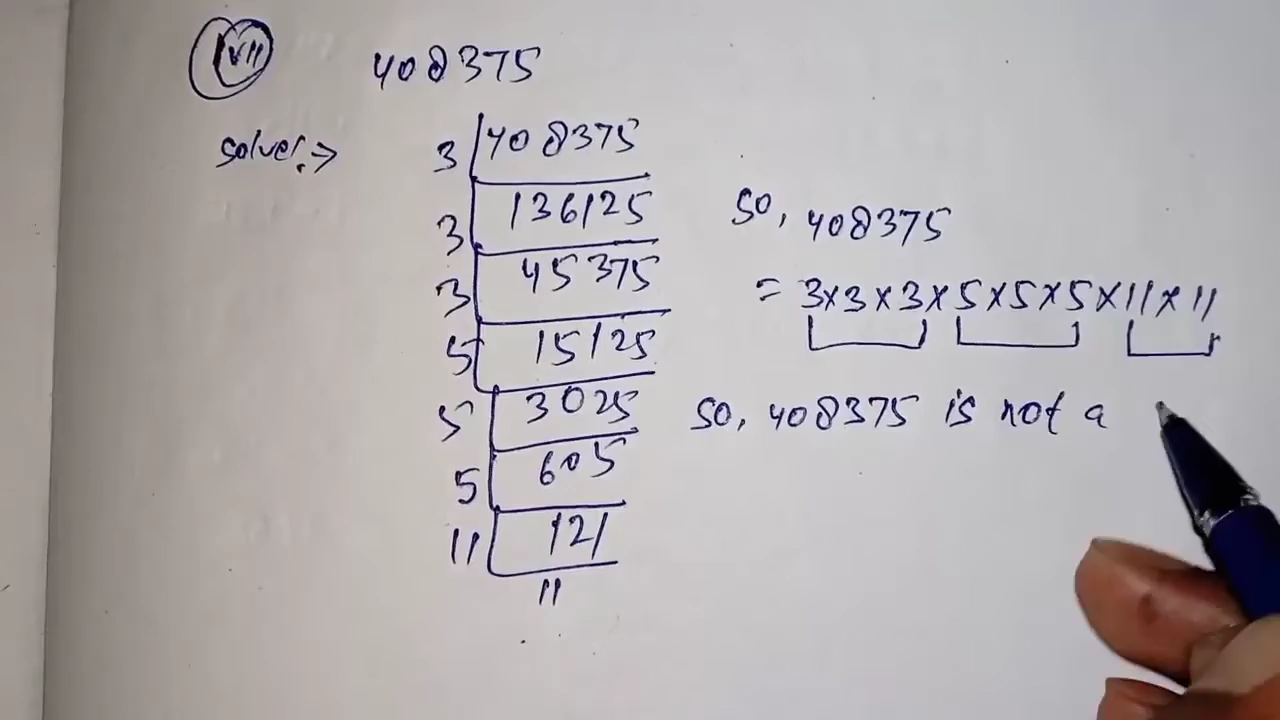 VII 408375
solve:->
3 408375
3 136125
3 45375
5 15125
5 3025
5 605
11 121
11
so, 408375
= 3×3×3×5×5×5×11×11
so, 408375 is not a